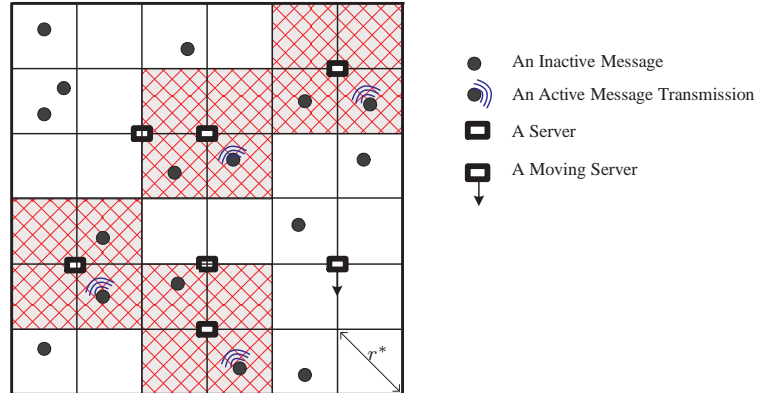 An Inactive Message
An Active Message Transmission
A Server
A Moving Server
r*